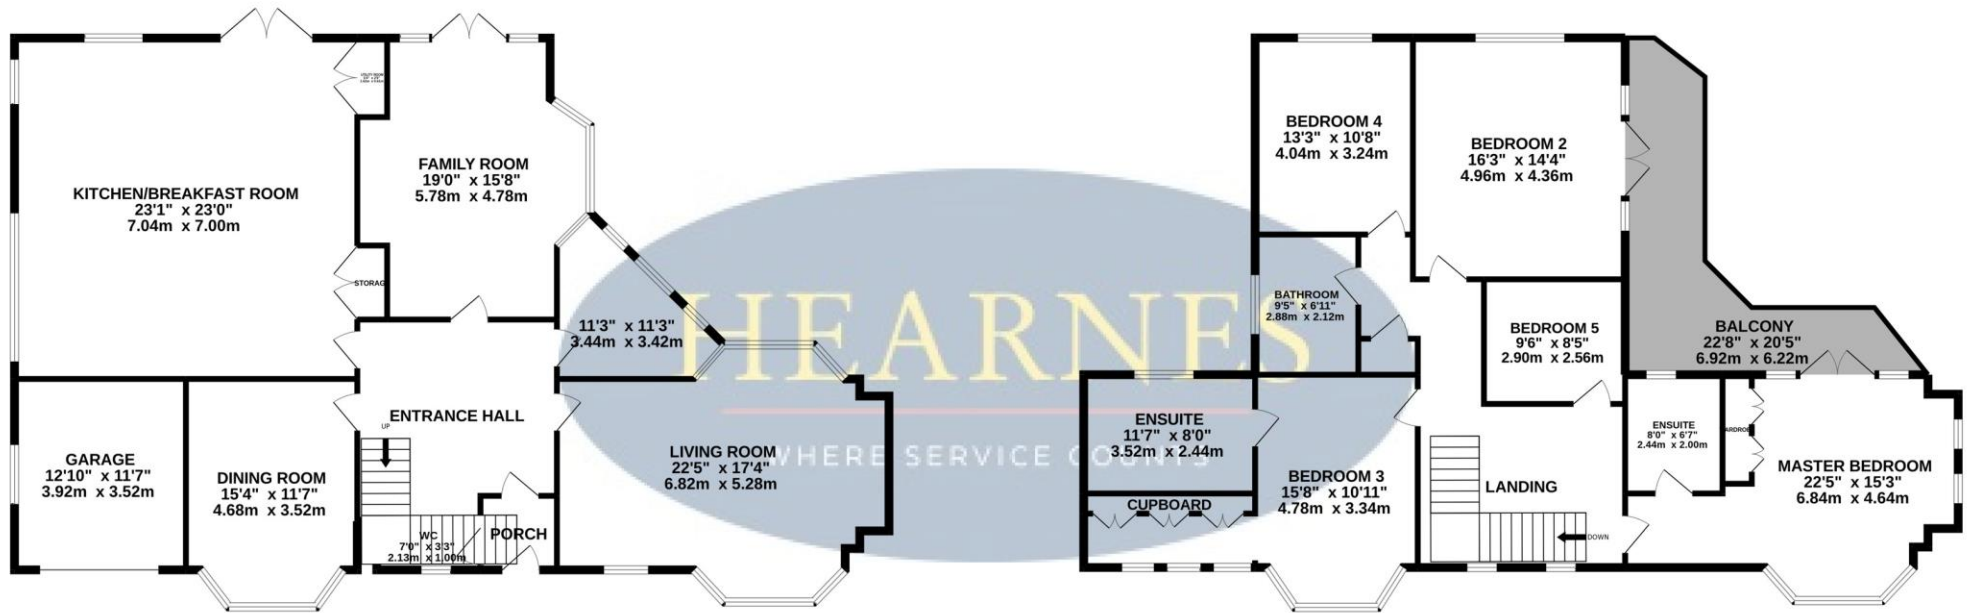 KITCHEN/BREAKFAST ROOM
23'1" x 23'0"
7.04m x 7.00m
UTILITY ROOM
STORAG
FAMILY ROOM
19'0" x 15'8"
5.78m x 4.78m
11'3" x 11'3"
3.44m x 3.42m
ENTRANCE HALL
UP
GARAGE
12'10" x 11'7"
3.92m x 3.52m
DINING ROOM
15'4" x 11'7"
4.68m x 3.52m
WC
7'0" x 3'3"
2.13m x 1.00m
PORCH
LIVING ROOM
22'5" x 17'4"
6.82m x 5.28m
HEARNES
WHERE SERVICE COUNTS
BEDROOM 4
13'3" x 10'8"
4.04m x 3.24m
BEDROOM 2
16'3" x 14'4"
4.96m x 4.36m
BATHROOM
9'5" x 6'11"
2.88m x 2.12m
BEDROOM 5
9'6" x 8'5"
2.90m x 2.56m
BALCONY
22'8" x 20'5"
6.92m x 6.22m
ENSUITE
11'7" x 8'0"
3.52m x 2.44m
CUPBOARD
BEDROOM 3
15'8" x 10'11"
4.78m x 3.34m
LANDING
DOWN
ENSUITE
8'0" x 6'7"
2.44m x 2.00m
ARDROB
MASTER BEDROOM
22'5" x 15'3"
6.84m x 4.64m